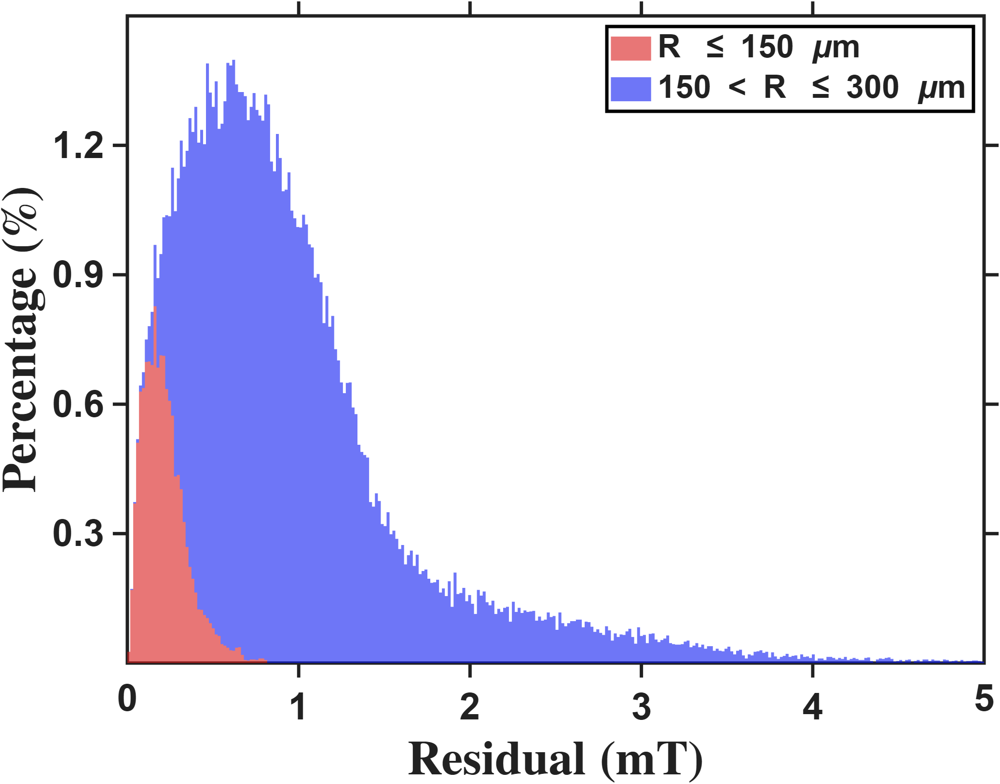 R ≤ 150 μm
150 < R ≤ 300 μm
1.2
0.9
0.6
0.3
Percentage (%)
0 1 2 3 4 5
Residual (mT)